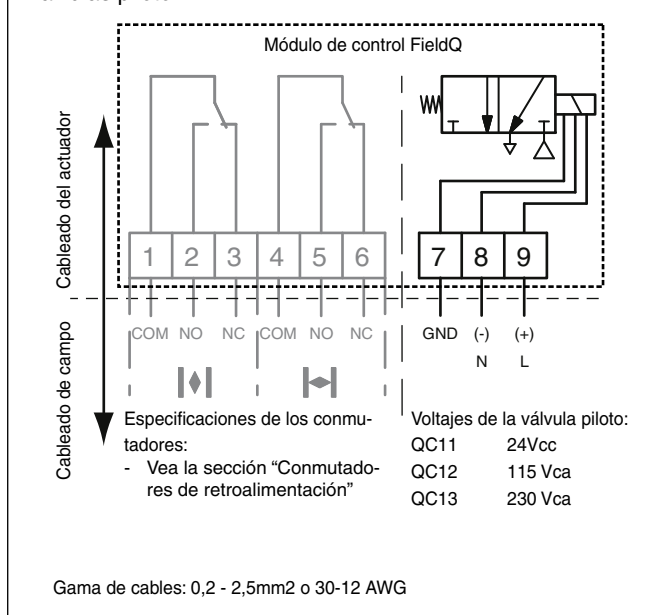 Módulo de control FieldQ
Cableado del actuador
1 2 3 4 5 6 7 8 9
Cableado de campo
COM NO NC COM NO NC GND (-) (+)
N L
Especificaciones de los conmu-
tadores:
- Vea la sección “Conmutado-
res de retroalimentación”
Voltajes de la válvula piloto:
QC11 24Vcc
QC12 115 Vca
QC13 230 Vca
Gama de cables: 0,2 - 2,5mm2 o 30-12 AWG